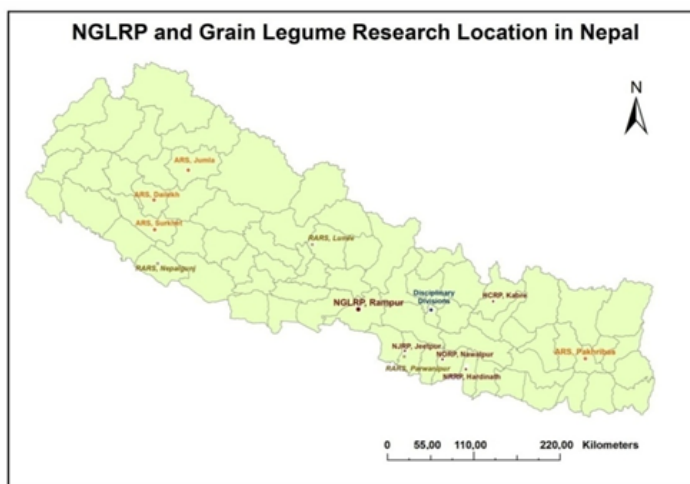 NGLRP and Grain Legume Research Location in Nepal
N
ARS, Jumla
ARS, Dailekh
ARS, Surkhet
RARS, Lumle
RARS, Nepalgunj
Disciplinary
Divisions
HCRP, Kabre
NGLRP, Rampur
NJRP, Jeetpur
NORP, Nawalpur
ARS, Pakhribas
RARS, Parwanipur
NRRP, Hardinath
0 55,00 110,00 220,00 Kilometers